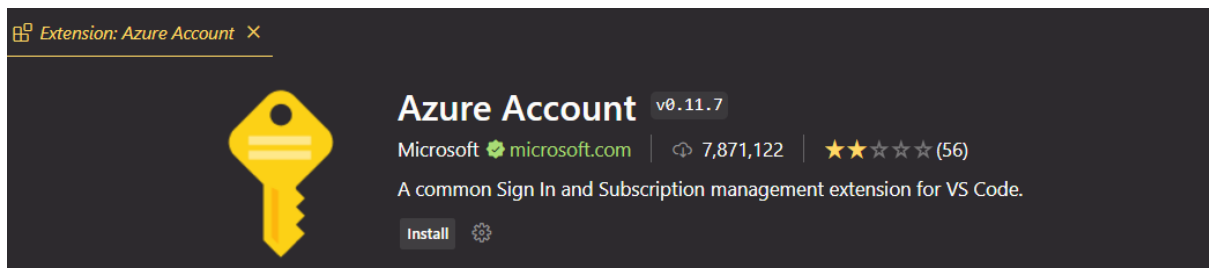 Extension: Azure Account
Azure Account v0.11.7
Microsoft microsoft.com 7,871,122 (56)
A common Sign In and Subscription management extension for VS Code.
Install